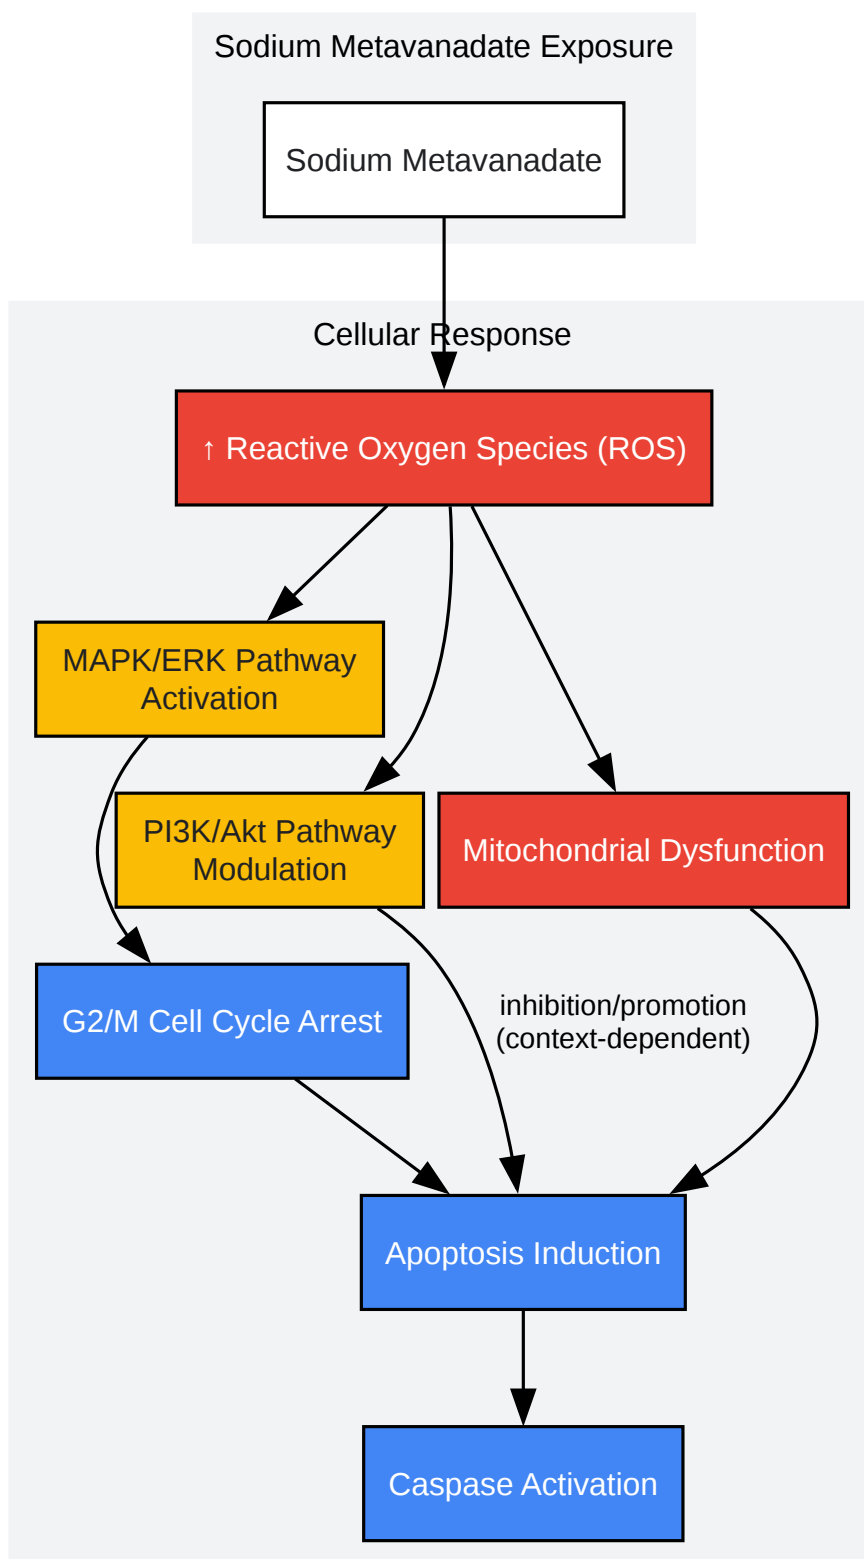 Sodium Metavanadate Exposure
Sodium Metavanadate
Cellular Response
↑ Reactive Oxygen Species (ROS)
MAPK/ERK Pathway
Activation
PI3K/Akt Pathway
Modulation
Mitochondrial Dysfunction
G2/M Cell Cycle Arrest
inhibition/promotion
(context-dependent)
Apoptosis Induction
Caspase Activation